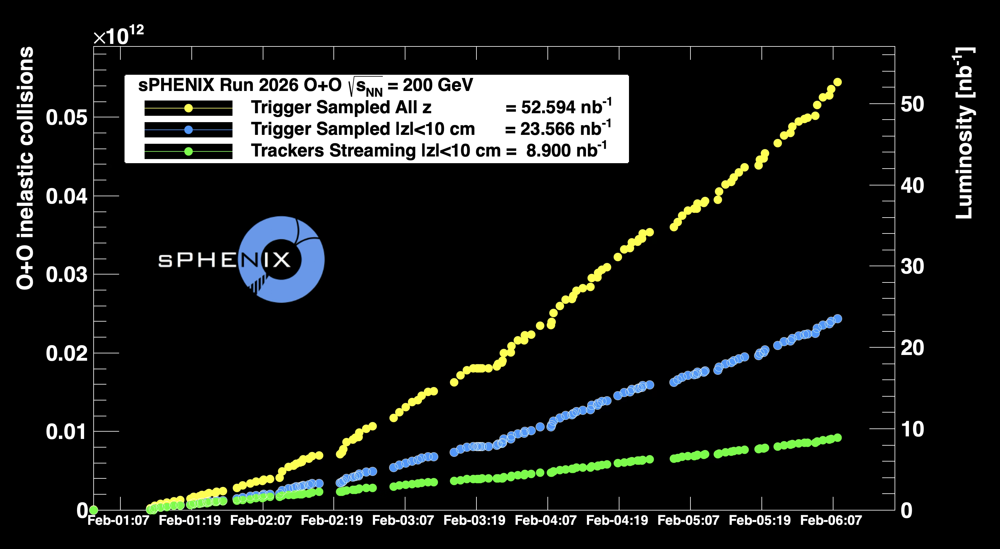 ×10¹²
O+O inelastic collisions
Luminosity [nb⁻¹]
sPHENIX Run 2026 O+O √sNN = 200 GeV
Trigger Sampled All z = 52.594 nb⁻¹
Trigger Sampled |z|<10 cm = 23.566 nb⁻¹
Trackers Streaming |z|<10 cm = 8.900 nb⁻¹
sPHENIX
0.05
0.04
0.03
0.02
0.01
0
50
40
30
20
10
0
Feb-01:07 Feb-01:19 Feb-02:07 Feb-02:19 Feb-03:07 Feb-03:19 Feb-04:07 Feb-04:19 Feb-05:07 Feb-05:19 Feb-06:07